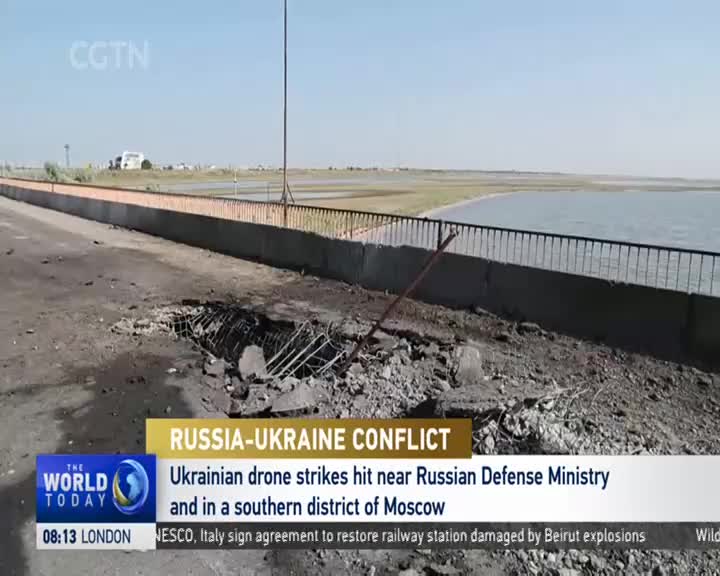 CGTN
RUSSIA-UKRAINE CONFLICT
THE
WORLD
TODAY
Ukrainian drone strikes hit near Russian Defense Ministry
and in a southern district of Moscow
08:13 LONDON
ESCO, Italy sign agreement to restore railway station damaged by Beirut explosions
Wild